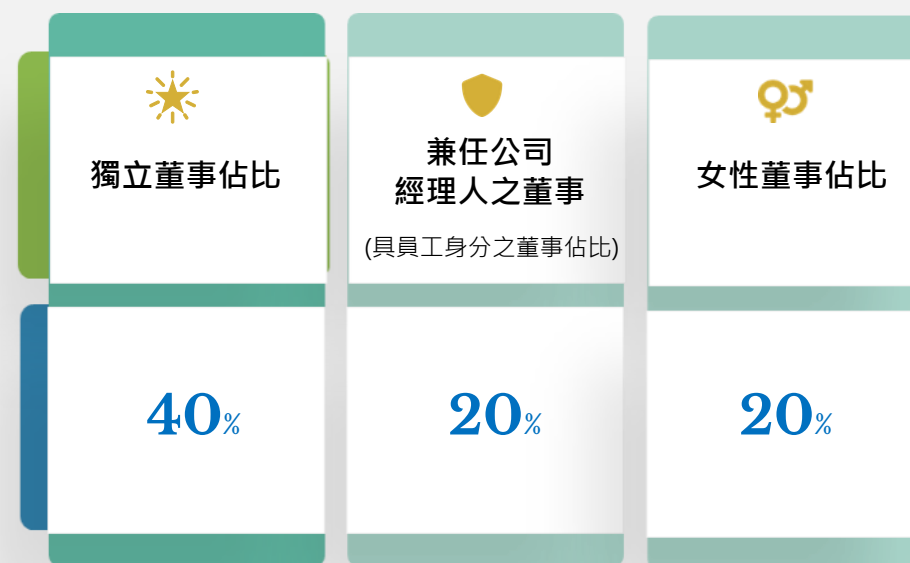 獨立董事佔比
40%
兼任公司
經理人之董事
(具員工身分之董事佔比)
20%
女性董事佔比
20%